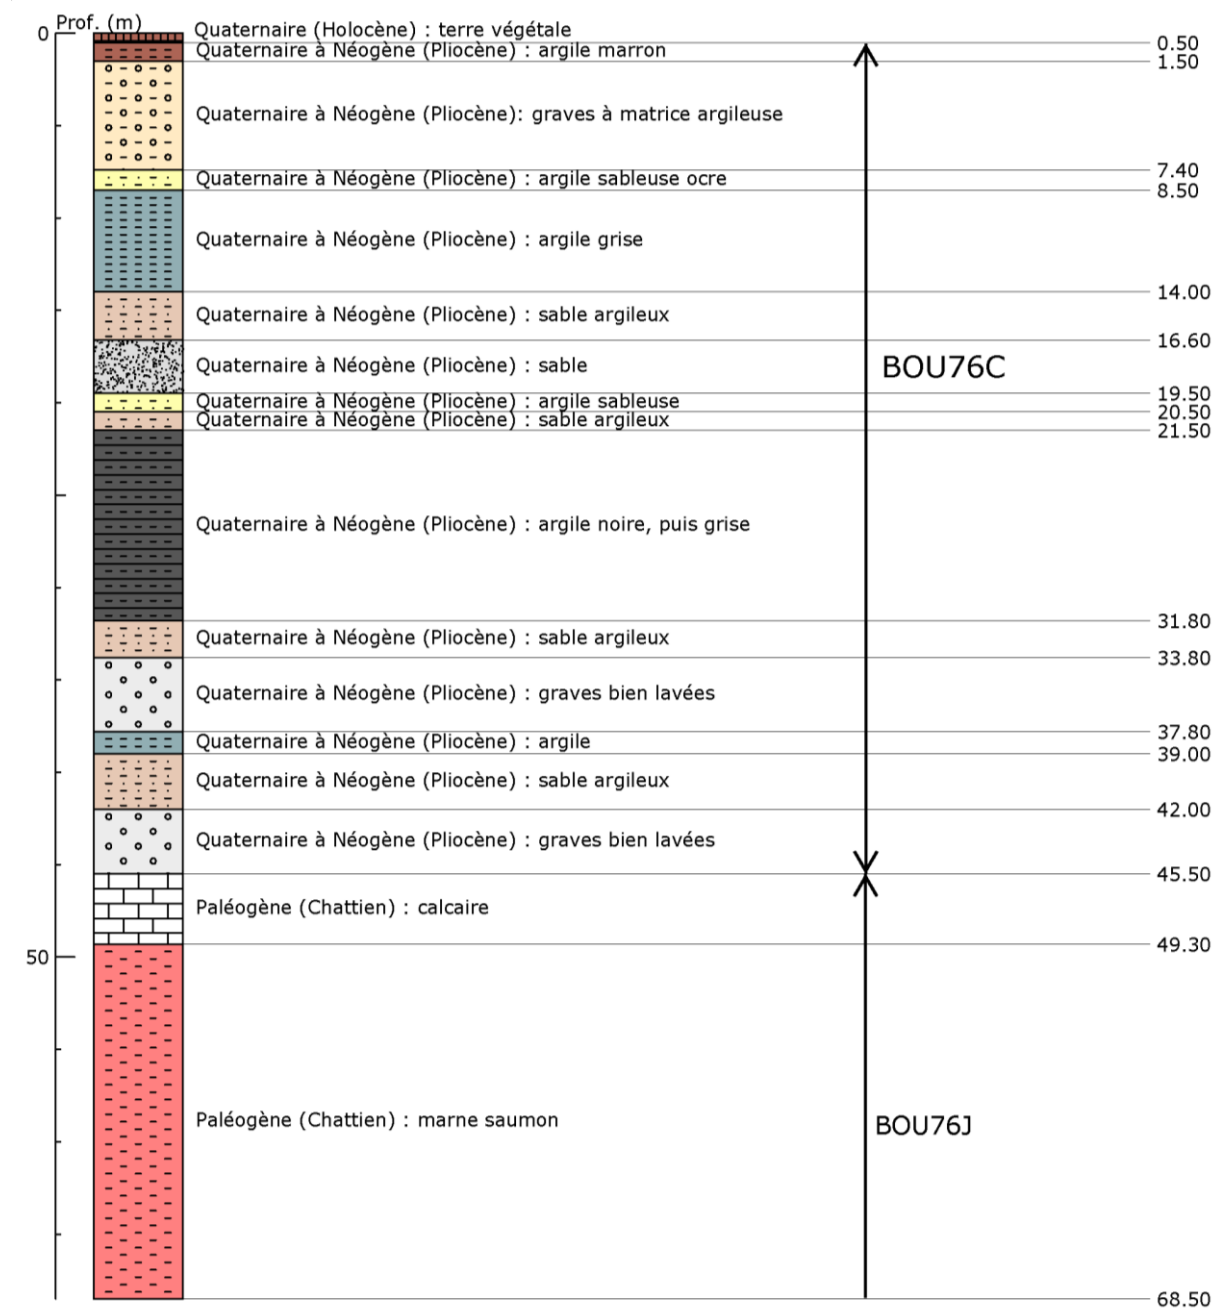 Prof. (m)
0
Quaternaire (Holocène) : terre végétale
0.50
Quaternaire à Néogène (Pliocène) : argile marron
1.50
Quaternaire à Néogène (Pliocène): graves à matrice argileuse
7.40
Quaternaire à Néogène (Pliocène) : argile sableuse ocre
8.50
Quaternaire à Néogène (Pliocène) : argile grise
14.00
Quaternaire à Néogène (Pliocène) : sable argileux
16.60
Quaternaire à Néogène (Pliocène) : sable
BOU76C
19.50
Quaternaire à Néogène (Pliocène) : argile sableuse
20.50
Quaternaire à Néogène (Pliocène) : sable argileux
21.50
Quaternaire à Néogène (Pliocène) : argile noire, puis grise
31.80
Quaternaire à Néogène (Pliocène) : sable argileux
33.80
Quaternaire à Néogène (Pliocène) : graves bien lavées
37.80
Quaternaire à Néogène (Pliocène) : argile
39.00
Quaternaire à Néogène (Pliocène) : sable argileux
42.00
Quaternaire à Néogène (Pliocène) : graves bien lavées
45.50
Paléogène (Chattien) : calcaire
49.30
50
Paléogène (Chattien) : marne saumon
BOU76J
68.50